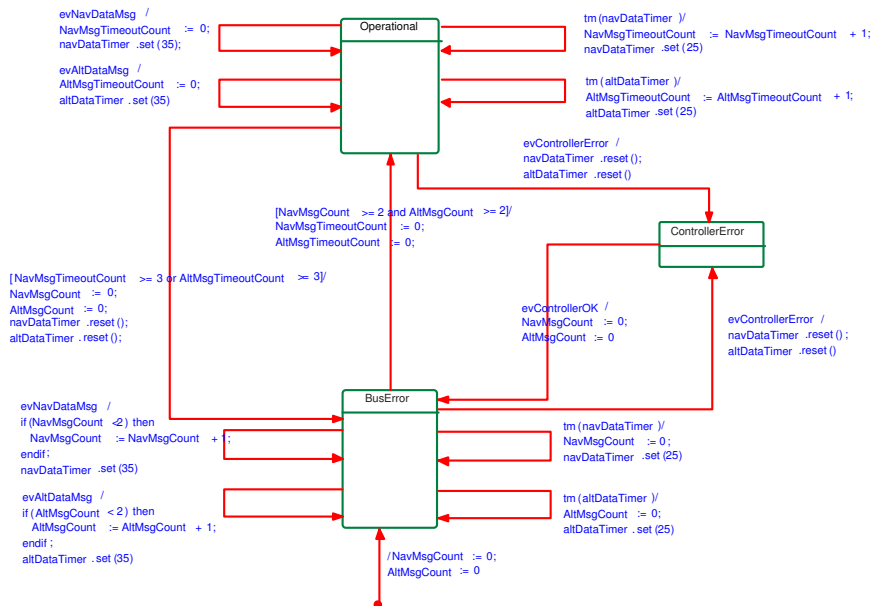 evNavDataMsg /
NavMsgTimeoutCount := 0;
navDataTimer .set (35);
evAltDataMsg /
AltMsgTimeoutCount := 0;
altDataTimer .set (35)
Operational
tm (navDataTimer )/
NavMsgTimeoutCount := NavMsgTimeoutCount + 1;
navDataTimer .set (25)
tm (altDataTimer )/
AltMsgTimeoutCount := AltMsgTimeoutCount + 1;
altDataTimer .set (25)
evControllerError /
navDataTimer .reset ();
altDataTimer .reset ()
[NavMsgCount >= 2 and AltMsgCount >= 2]/
NavMsgTimeoutCount := 0;
AltMsgTimeoutCount := 0;
ControllerError
[NavMsgTimeoutCount >= 3 or AltMsgTimeoutCount >= 3]/
NavMsgCount := 0;
AltMsgCount := 0;
navDataTimer .reset ();
altDataTimer .reset ();
evControllerOK /
NavMsgCount := 0;
AltMsgCount := 0
evControllerError /
navDataTimer .reset () ;
altDataTimer .reset ()
BusError
evNavDataMsg /
if (NavMsgCount <2) then
NavMsgCount := NavMsgCount + 1;
endif ;
navDataTimer .set (35)
evAltDataMsg /
if (AltMsgCount < 2) then
AltMsgCount := AltMsgCount + 1;
endif ;
altDataTimer .set (35)
tm (navDataTimer )/
NavMsgCount := 0;
navDataTimer .set (25)
tm (altDataTimer )/
AltMsgCount := 0;
altDataTimer .set (25)
/ NavMsgCount := 0;
AltMsgCount := 0